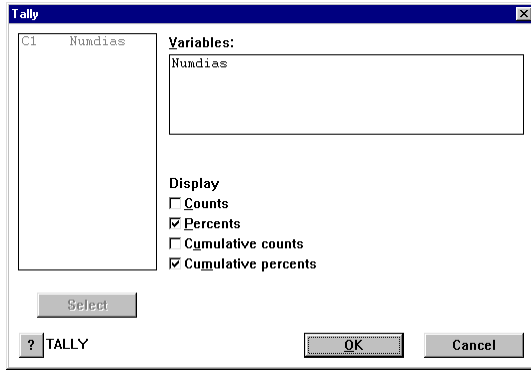 Tally
C1 Numdias
Variables:
Numdias
Display
Counts
Percents
Cumulative counts
Cumulative percents
Select
? TALLY
OK
Cancel